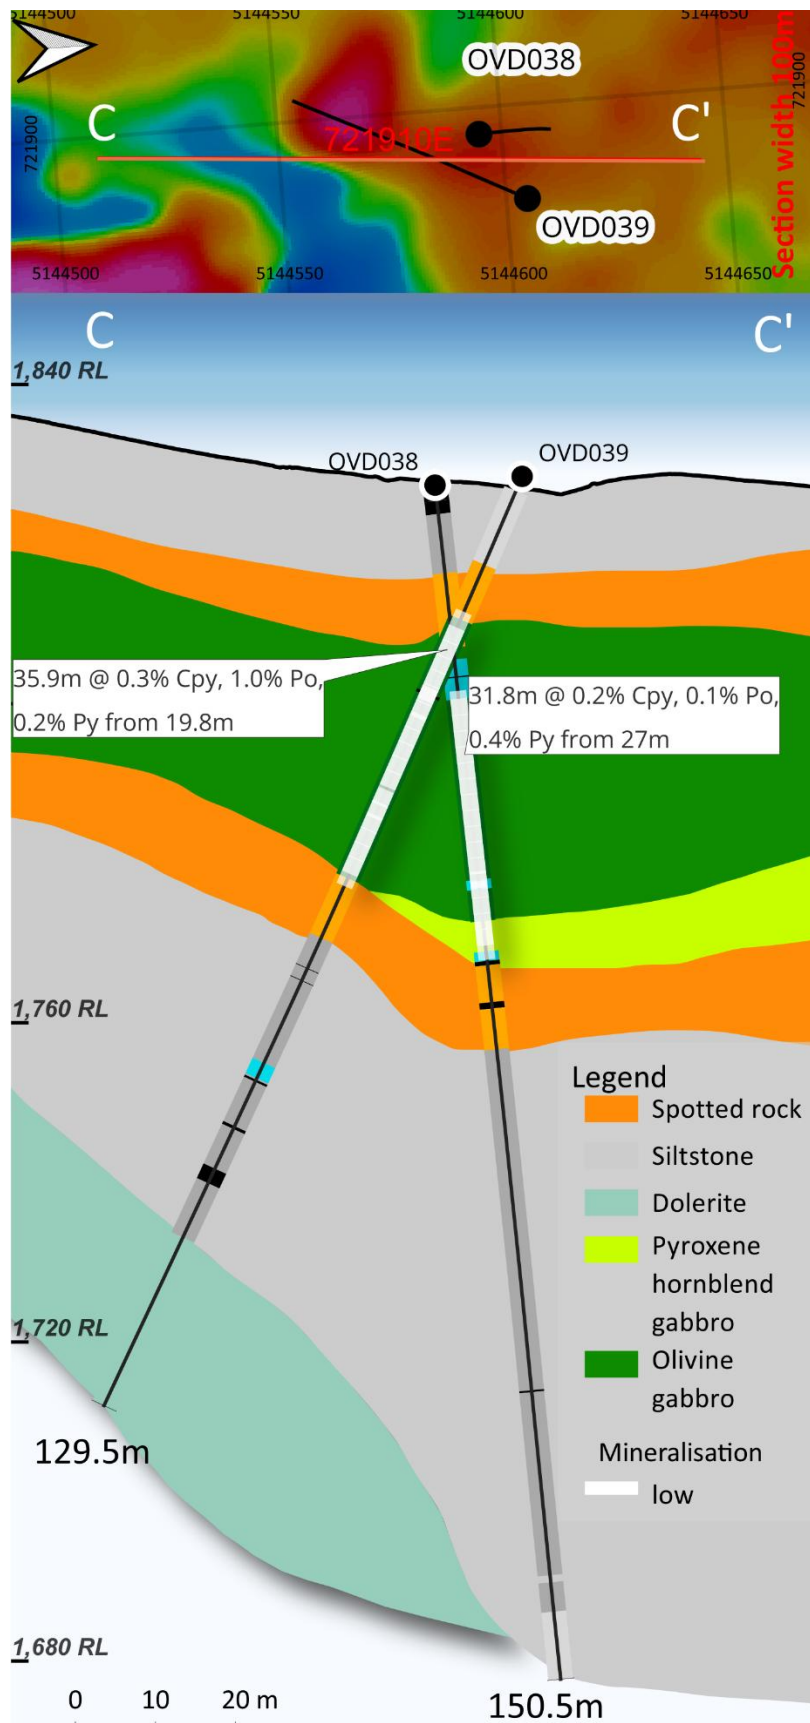 5144500
5144550
5144600
5144650
OVD038
C
721910E
C'
721900
721900
OVD039
Section width 100m
5144500
5144550
5144600
5144650
C
C'
1,840 RL
OVD038
OVD039
35.9m @ 0.3% Cpy, 1.0% Po,
0.2% Py from 19.8m
31.8m @ 0.2% Cpy, 0.1% Po,
0.4% Py from 27m
1,760 RL
Legend
Spotted rock
Siltstone
Dolerite
Pyroxene
hornblend
gabbro
Olivine
gabbro
Mineralisation
low
1,720 RL
129.5m
1,680 RL
0 10 20 m
150.5m